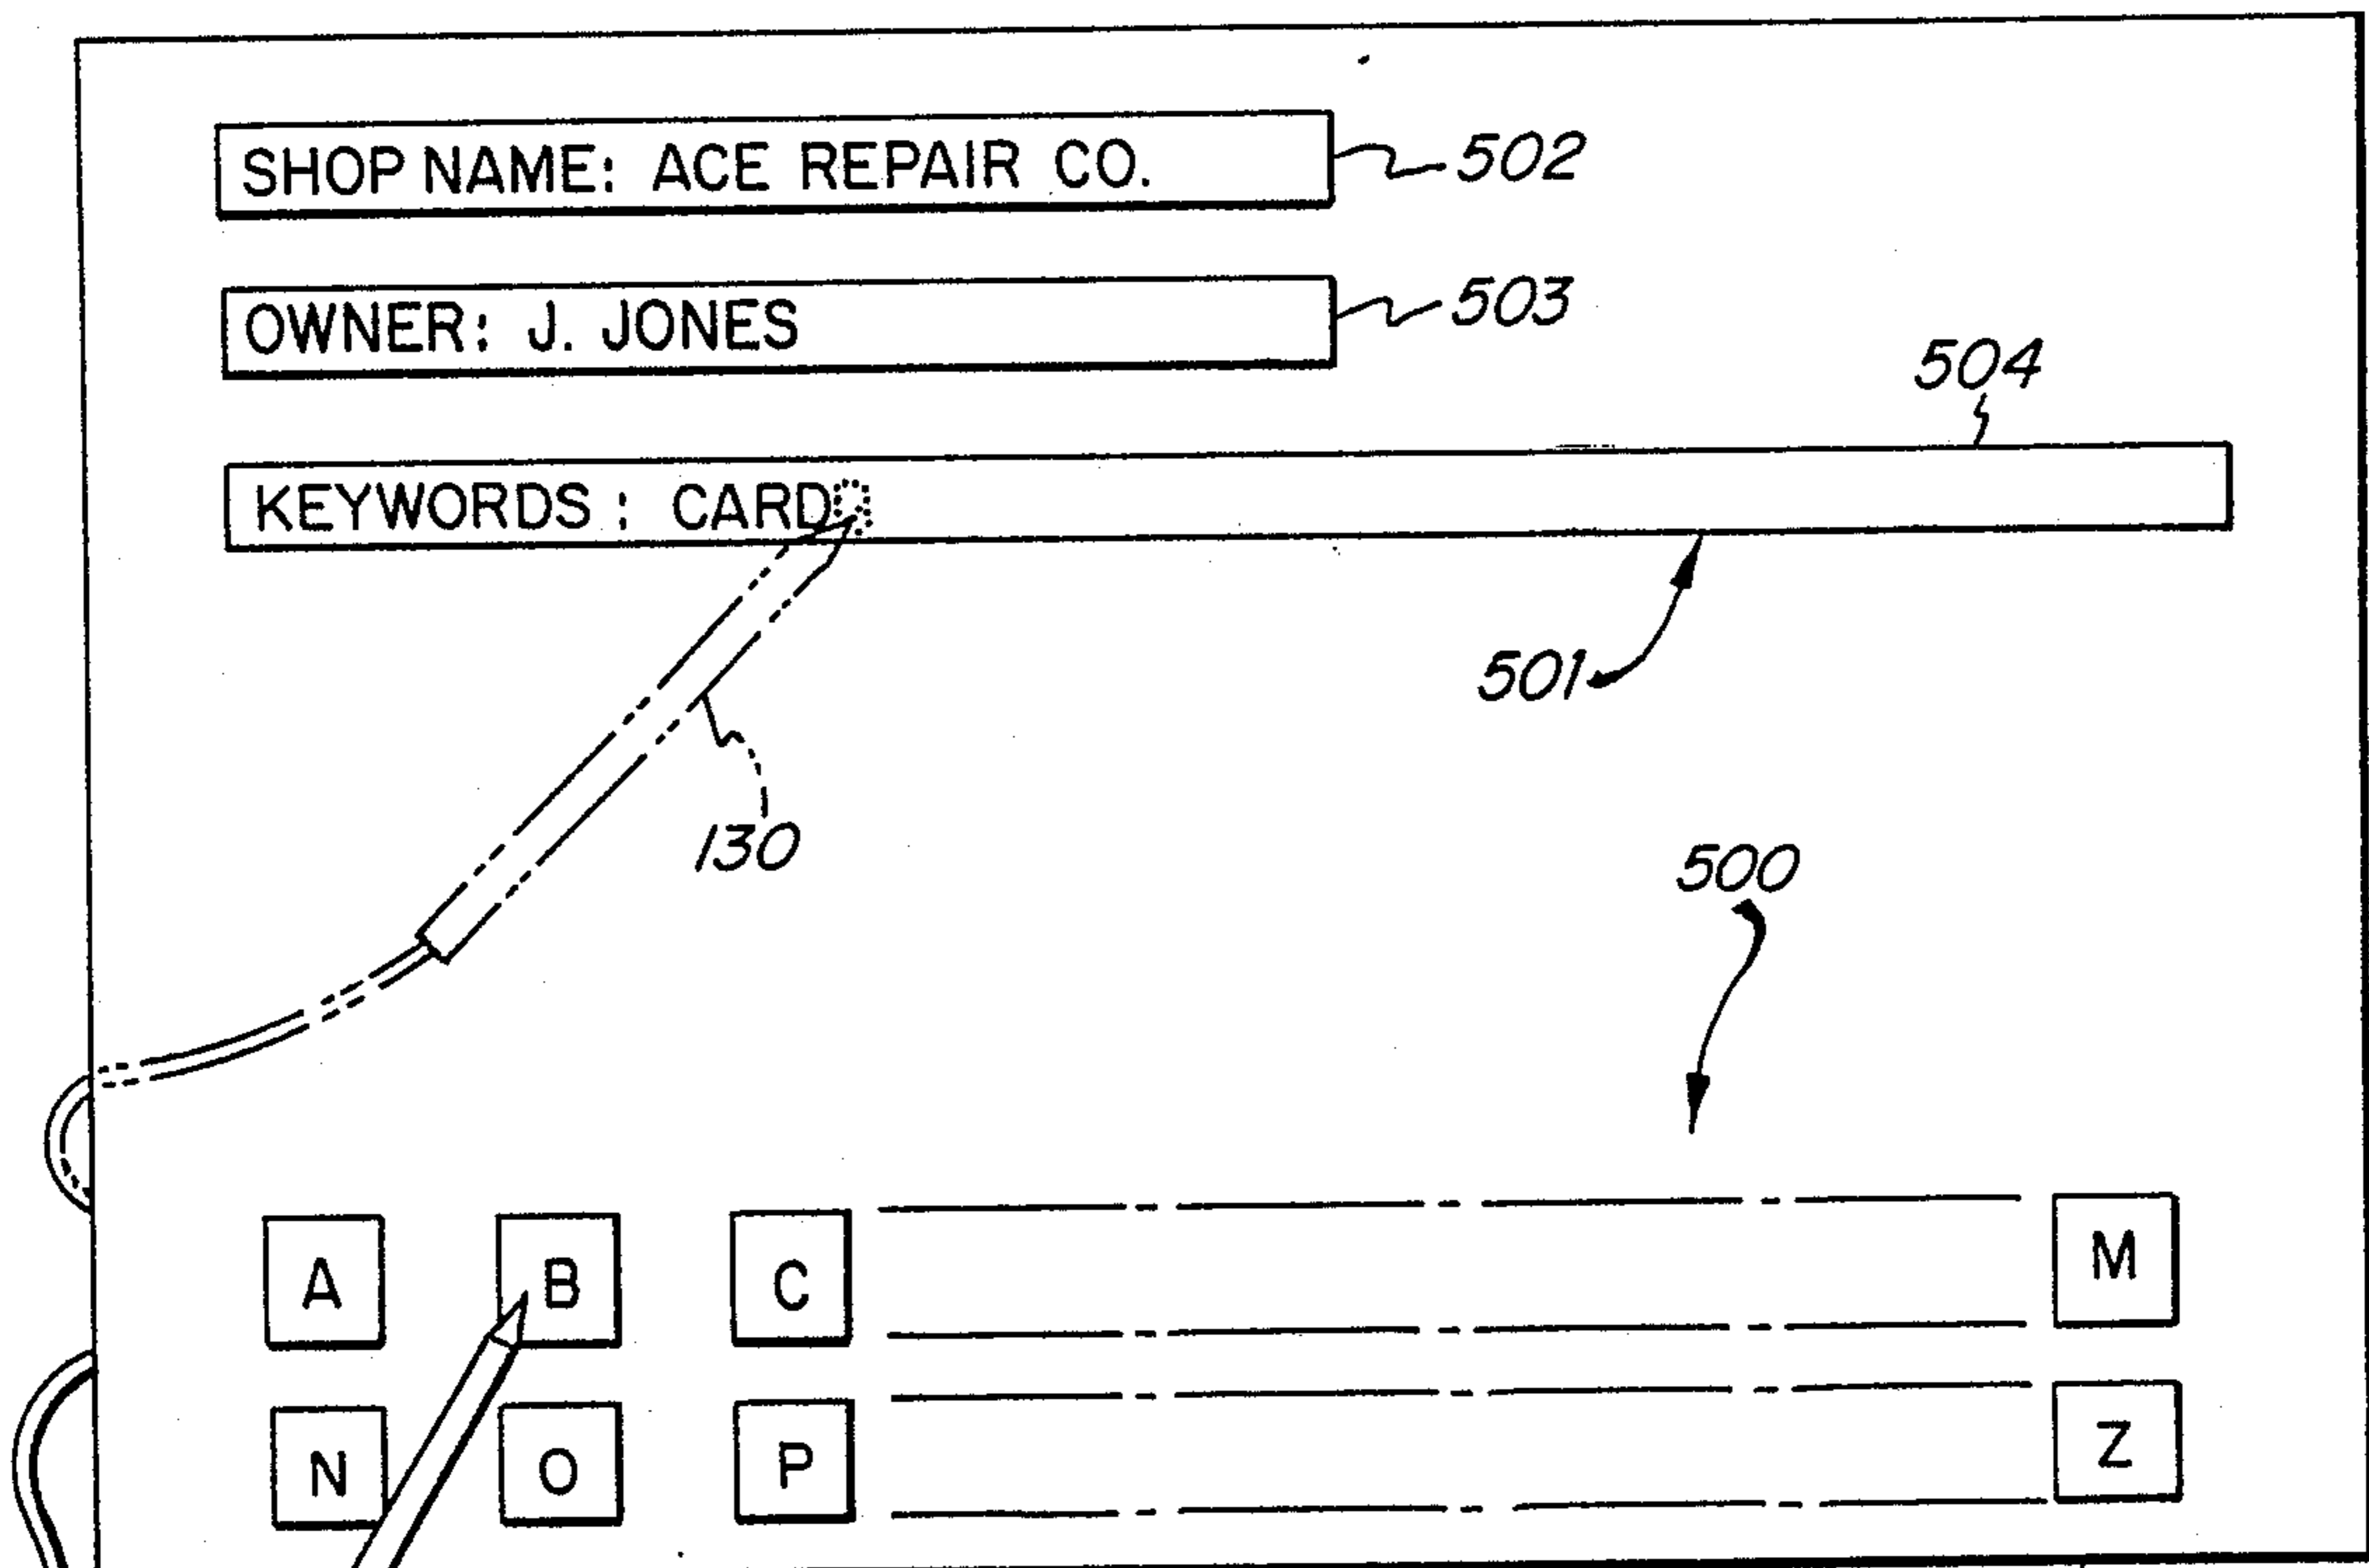 SHOP NAME: ACE REPAIR CO. 502
OWNER: J. JONES 503
504
KEYWORDS : CARD
501
130
500
A B C M
N O P Z